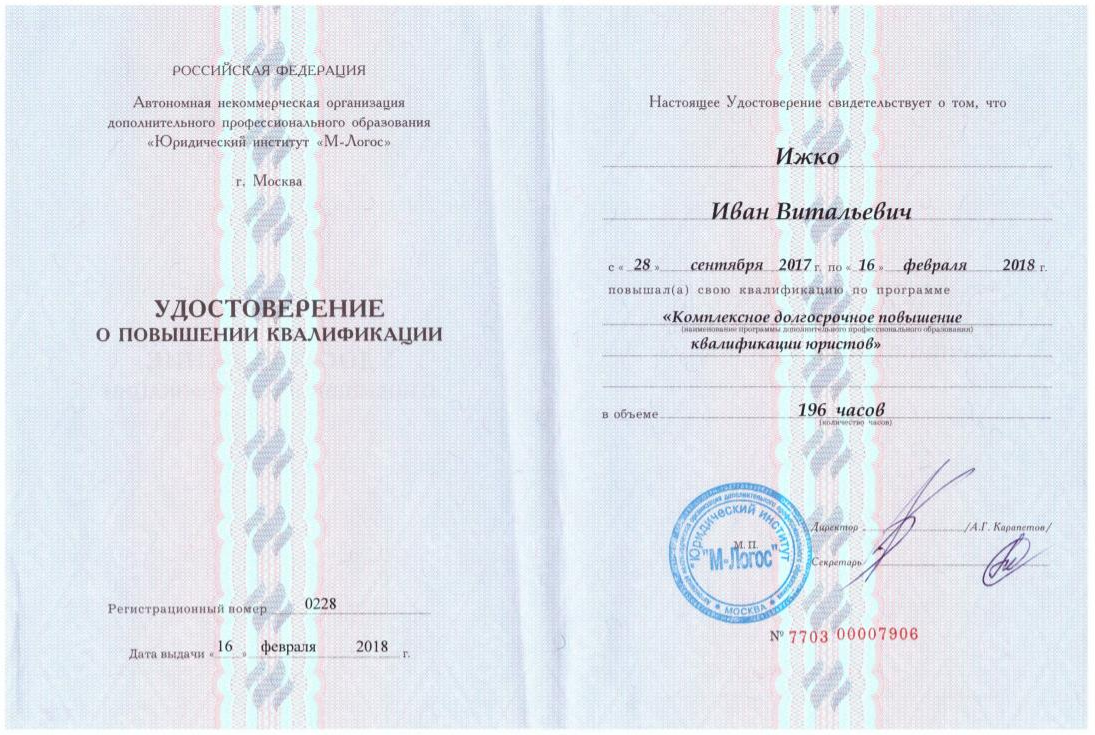 РОССИЙСКАЯ ФЕДЕРАЦИЯ
Автономная некоммерческая организация
дополнительного профессионального образования
«Юридический институт «М-Логос»
г. Москва
УДОСТОВЕРЕНИЕ
О ПОВЫШЕНИИ КВАЛИФИКАЦИИ
Регистрационный номер 0228
Дата выдачи «16» февраля 2018 г.
Настоящее Удостоверение свидетельствует о том, что
Ижко
Иван Витальевич
с «28» сентября 2017 г. по «16» февраля 2018 г.
повышал(а) свою квалификацию по программе
«Комплексное долгосрочное повышение
(наименование программы дополнительного профессионального образования)
квалификации юристов»
в объеме 196 часов
(количество часов)
Директор /А.Г. Карапетов/
М. П.
Секретарь
"Юридический институт
"М-Логос"
МОСКВА
№ 7703 00007906